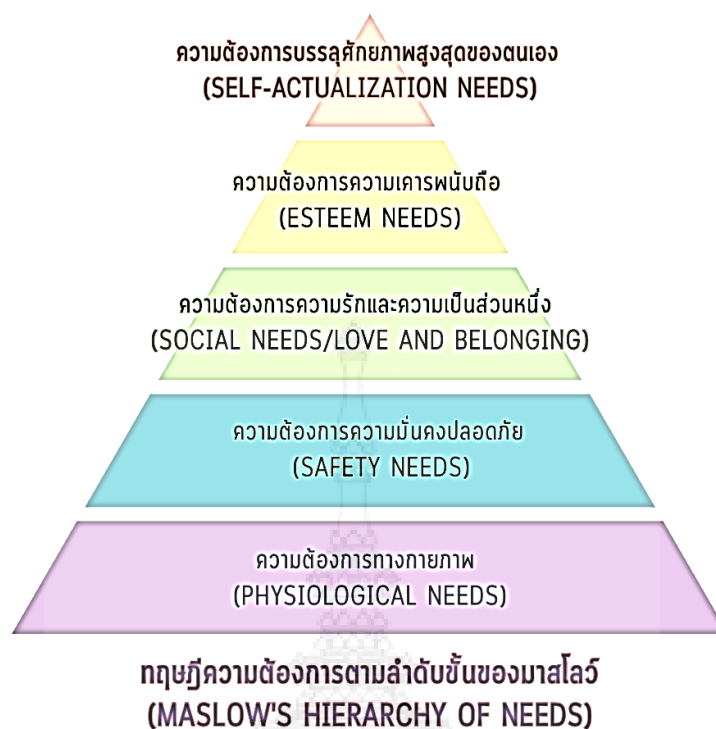 ความต้องการบรรลุศักยภาพสูงสุดของตนเอง
(SELF-ACTUALIZATION NEEDS)
ความต้องการความเคารพนับถือ
(ESTEEM NEEDS)
ความต้องการความรักและความเป็นส่วนหนึ่ง
(SOCIAL NEEDS/LOVE AND BELONGING)
ความต้องการความมั่นคงปลอดภัย
(SAFETY NEEDS)
ความต้องการทางกายภาพ
(PHYSIOLOGICAL NEEDS)
ทฤษฎีความต้องการตามลำดับขั้นของมาสโลว์
(MASLOW'S HIERARCHY OF NEEDS)